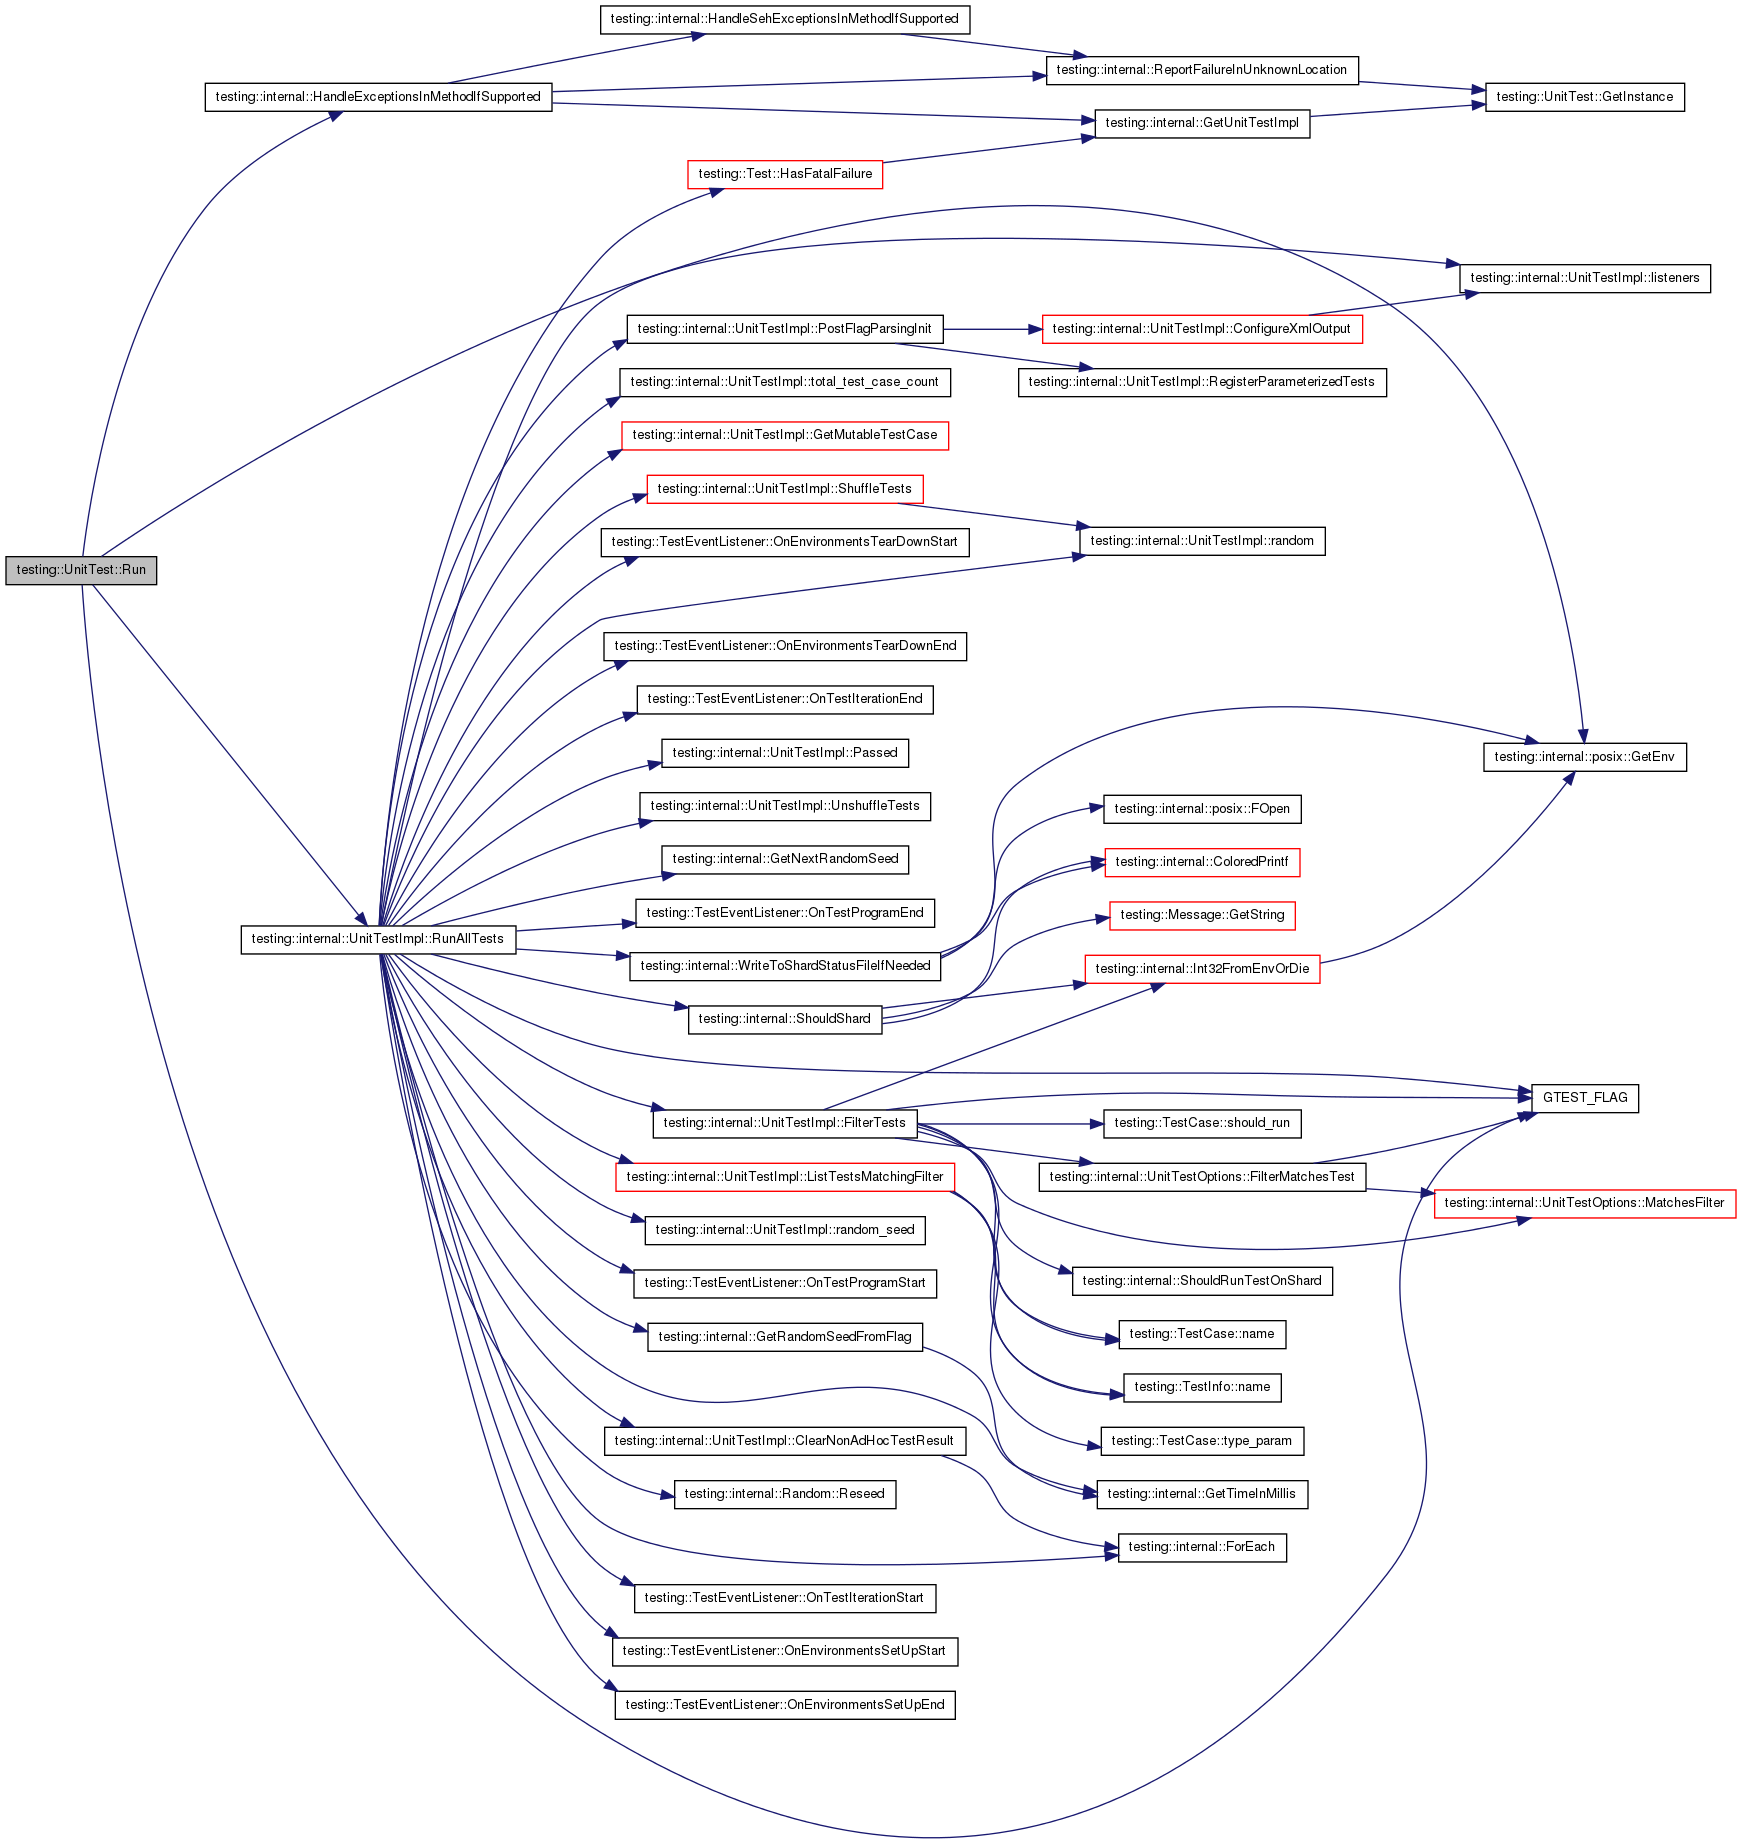 testing::internal::HandleSehExceptionsInMethodIfSupported
testing::internal::ReportFailureInUnknownLocation
testing::internal::HandleExceptionsInMethodIfSupported
testing::UnitTest::GetInstance
testing::internal::GetUnitTestImpl
testing::Test::HasFatalFailure
testing::internal::UnitTestImpl::listeners
testing::internal::UnitTestImpl::PostFlagParsingInit
testing::internal::UnitTestImpl::ConfigureXmlOutput
testing::internal::UnitTestImpl::total_test_case_count
testing::internal::UnitTestImpl::RegisterParameterizedTests
testing::internal::UnitTestImpl::GetMutableTestCase
testing::internal::UnitTestImpl::ShuffleTests
testing::TestEventListener::OnEnvironmentsTearDownStart
testing::internal::UnitTestImpl::random
testing::UnitTest::Run
testing::TestEventListener::OnEnvironmentsTearDownEnd
testing::TestEventListener::OnTestIterationEnd
testing::internal::UnitTestImpl::Passed
testing::internal::posix::GetEnv
testing::internal::UnitTestImpl::UnshuffleTests
testing::internal::posix::FOpen
testing::internal::GetNextRandomSeed
testing::internal::ColoredPrintf
testing::TestEventListener::OnTestProgramEnd
testing::Message::GetString
testing::internal::UnitTestImpl::RunAllTests
testing::internal::WriteToShardStatusFileIfNeeded
testing::internal::Int32FromEnvOrDie
testing::internal::ShouldShard
GTEST_FLAG
testing::internal::UnitTestImpl::FilterTests
testing::TestCase::should_run
testing::internal::UnitTestImpl::ListTestsMatchingFilter
testing::internal::UnitTestOptions::FilterMatchesTest
testing::internal::UnitTestOptions::MatchesFilter
testing::internal::UnitTestImpl::random_seed
testing::TestEventListener::OnTestProgramStart
testing::internal::ShouldRunTestOnShard
testing::internal::GetRandomSeedFromFlag
testing::TestCase::name
testing::TestInfo::name
testing::internal::UnitTestImpl::ClearNonAdHocTestResult
testing::TestCase::type_param
testing::internal::Random::Reseed
testing::internal::GetTimeInMillis
testing::internal::ForEach
testing::TestEventListener::OnTestIterationStart
testing::TestEventListener::OnEnvironmentsSetUpStart
testing::TestEventListener::OnEnvironmentsSetUpEnd